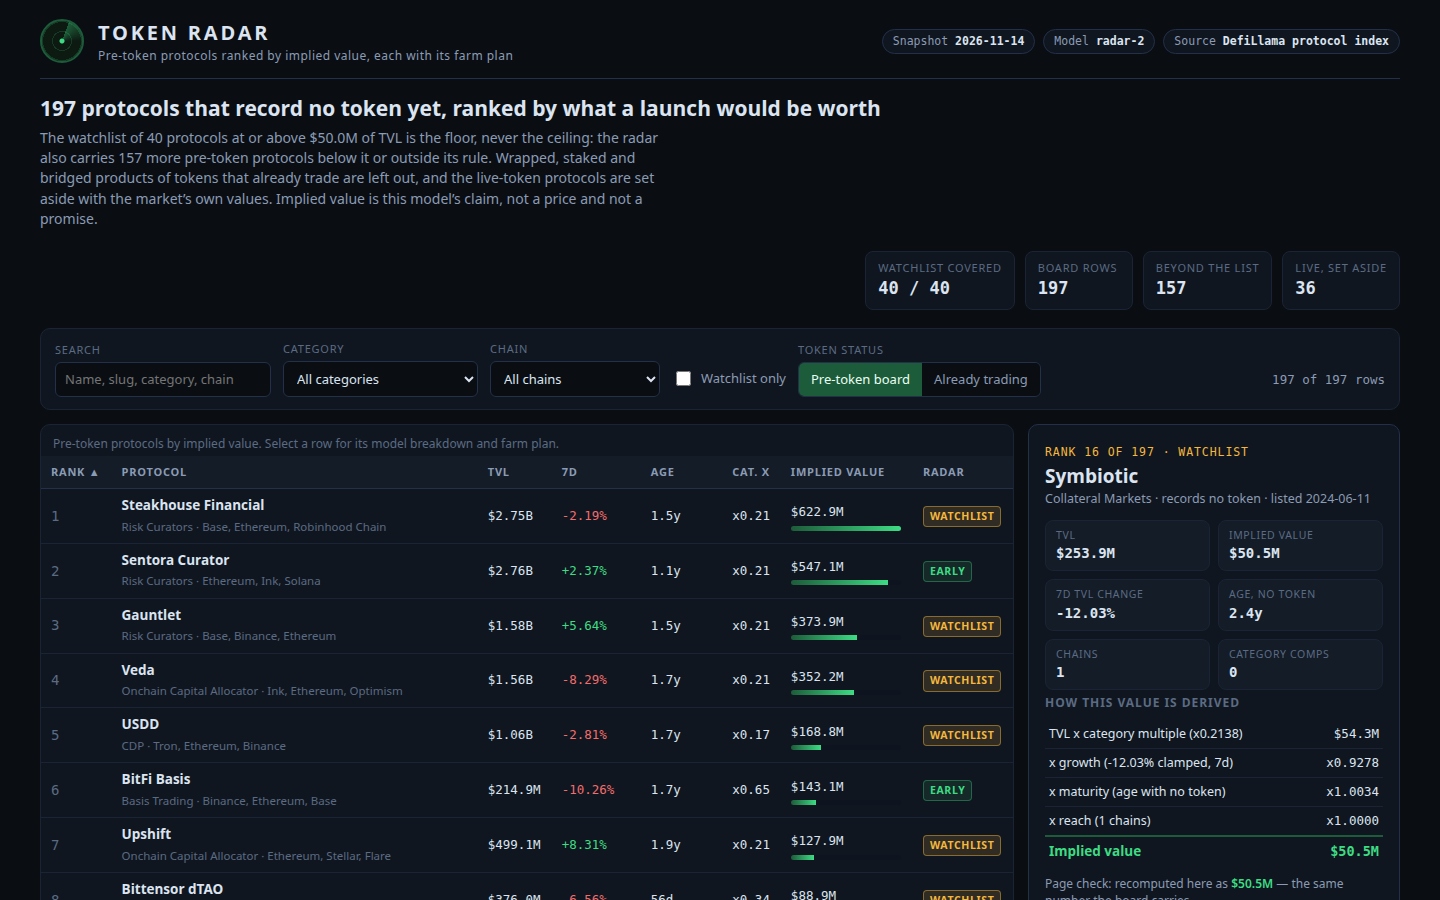 TOKEN RADAR
Pre-token protocols ranked by implied value, each with its farm plan
Snapshot 2026-11-14
Model radar-2
Source DefiLlama protocol index
197 protocols that record no token yet, ranked by what a launch would be worth
The watchlist of 40 protocols at or above $50.0M of TVL is the floor, never the ceiling: the radar
also carries 157 more pre-token protocols below it or outside its rule. Wrapped, staked and
bridged products of tokens that already trade are left out, and the live-token protocols are set
aside with the market’s own values. Implied value is this model’s claim, not a price and not a
promise.
WATCHLIST COVERED
40 / 40
BOARD ROWS
197
BEYOND THE LIST
157
LIVE, SET ASIDE
36
SEARCH
Name, slug, category, chain
CATEGORY
All categories
CHAIN
All chains
Watchlist only
TOKEN STATUS
Pre-token board
Already trading
197 of 197 rows
Pre-token protocols by implied value. Select a row for its model breakdown and farm plan.
RANK ▲ PROTOCOL TVL 7D AGE CAT. X IMPLIED VALUE RADAR
1 Steakhouse Financial $2.75B -2.19% 1.5y x0.21 $622.9M WATCHLIST
Risk Curators · Base, Ethereum, Robinhood Chain
2 Sentora Curator $2.76B +2.37% 1.1y x0.21 $547.1M EARLY
Risk Curators · Ethereum, Ink, Solana
3 Gauntlet $1.58B +5.64% 1.5y x0.21 $373.9M WATCHLIST
Risk Curators · Base, Binance, Ethereum
4 Veda $1.56B -8.29% 1.7y x0.21 $352.2M WATCHLIST
Onchain Capital Allocator · Ink, Ethereum, Optimism
5 USDD $1.06B -2.81% 1.7y x0.17 $168.8M WATCHLIST
CDP · Tron, Ethereum, Binance
6 BitFi Basis $214.9M -10.26% 1.7y x0.65 $143.1M EARLY
Basis Trading · Binance, Ethereum, Base
7 Upshift $499.1M +8.31% 1.9y x0.21 $127.9M WATCHLIST
Onchain Capital Allocator · Ethereum, Stellar, Flare
8 Bittensor dTAO $376.0M -6.56% 56d x0.34 $88.9M WATCHLIST
RANK 16 OF 197 · WATCHLIST
Symbiotic
Collateral Markets · records no token · listed 2024-06-11
TVL
$253.9M
IMPLIED VALUE
$50.5M
7D TVL CHANGE
-12.03%
AGE, NO TOKEN
2.4y
CHAINS
1
CATEGORY COMPS
0
HOW THIS VALUE IS DERIVED
TVL x category multiple (x0.2138) $54.3M
x growth (-12.03% clamped, 7d) x0.9278
x maturity (age with no token) x1.0034
x reach (1 chains) x1.0000
Implied value $50.5M
Page check: recomputed here as $50.5M — the same
number the board carries